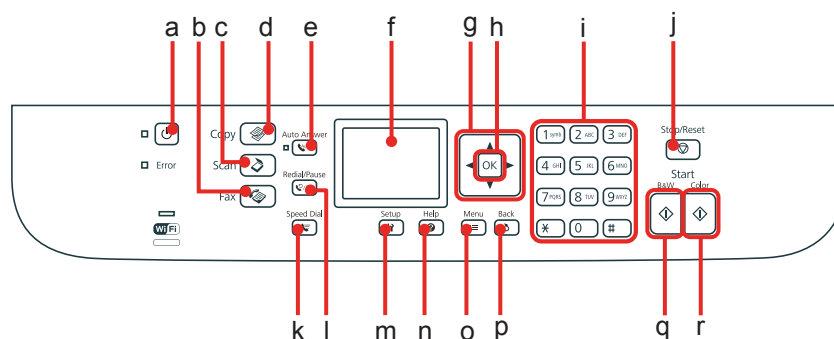 a b c d e f g h i j
Copy
Auto Answer
Stop/Reset
1 symb 2 ABC 3 DEF
OK
Error
Scan
4 GHI 5 JKL 6 MNO
Redial/Pause
Start
B&W Color
Fax
7 PQRS 8 TUV 9 WXYZ
Speed Dial
Setup Help Menu Back
Wi Fi
* 0 #
k l m n o p q r